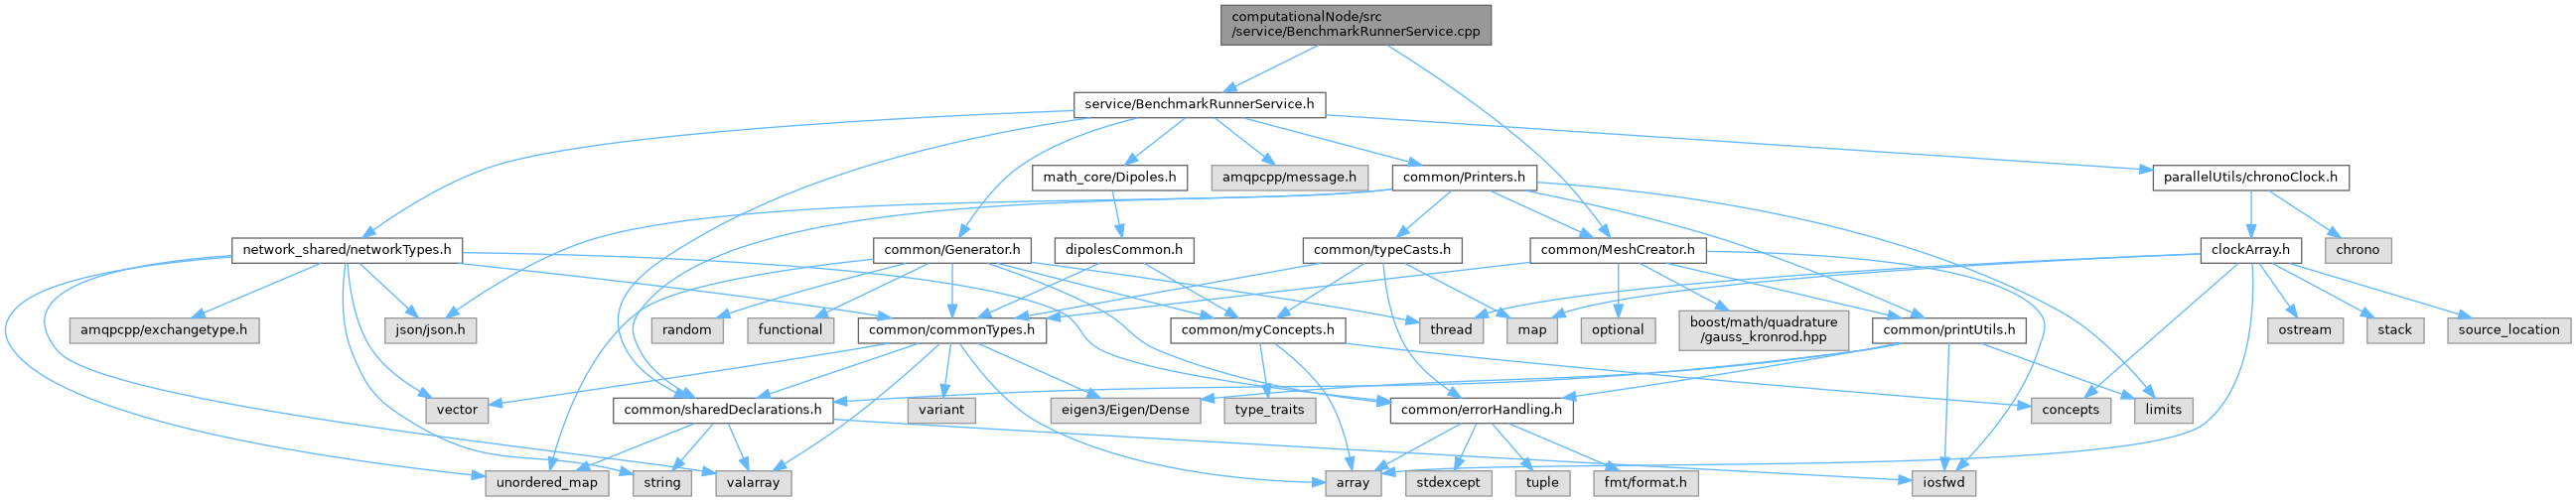 computationalNode/src
/service/BenchmarkRunnerService.cpp
service/BenchmarkRunnerService.h
math_core/Dipoles.h
amqpcpp/message.h
common/Printers.h
parallelUtils/chronoClock.h
network_shared/networkTypes.h
common/Generator.h
dipolesCommon.h
common/typeCasts.h
common/MeshCreator.h
clockArray.h
chrono
amqpcpp/exchangetype.h
json/json.h
random
functional
common/commonTypes.h
common/myConcepts.h
thread
map
optional
boost/math/quadrature
/gauss_kronrod.hpp
common/printUtils.h
ostream
stack
source_location
vector
common/sharedDeclarations.h
variant
eigen3/Eigen/Dense
type_traits
common/errorHandling.h
concepts
limits
unordered_map
string
valarray
array
stdexcept
tuple
fmt/format.h
iosfwd